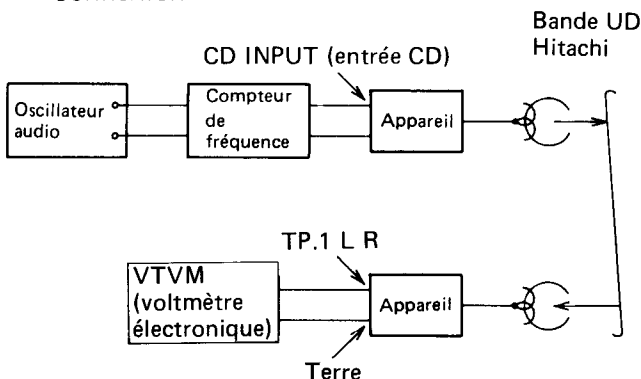 Bande UD
Hitachi
CD INPUT (entrée CD)
Oscillateur
audio
Compteur
de
fréquence
Appareil
TP.1 L R
VTVM
(voltmètre
électronique)
Appareil
Terre